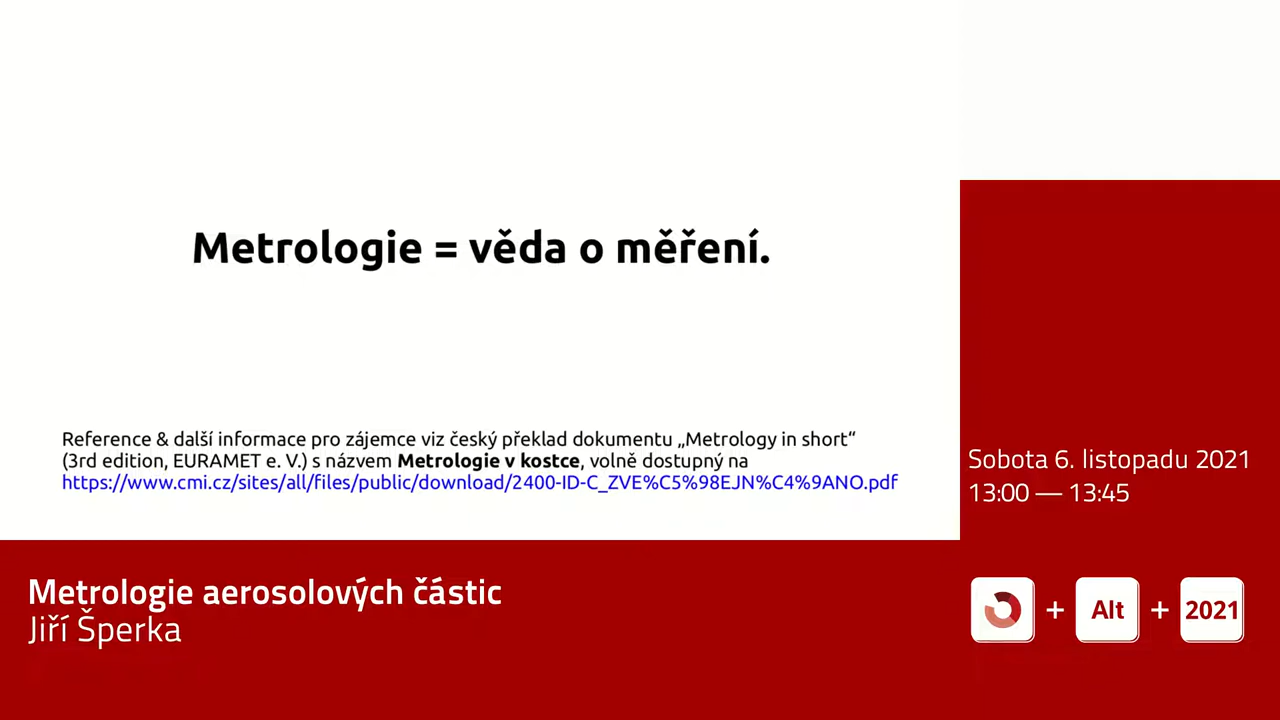 Metrologie = věda o měření.
Reference & další informace pro zájemce viz český překlad dokumentu „Metrology in short“
(3rd edition, EURAMET e. V.) s názvem Metrologie v kostce, volně dostupný na
https://www.cmi.cz/sites/all/files/public/download/2400-ID-C_ZVE%C5%98EJN%C4%9ANO.pdf
Sobota 6. listopadu 2021
13:00 — 13:45
Metrologie aerosolových částic
Jiří Šperka
+ Alt + 2021